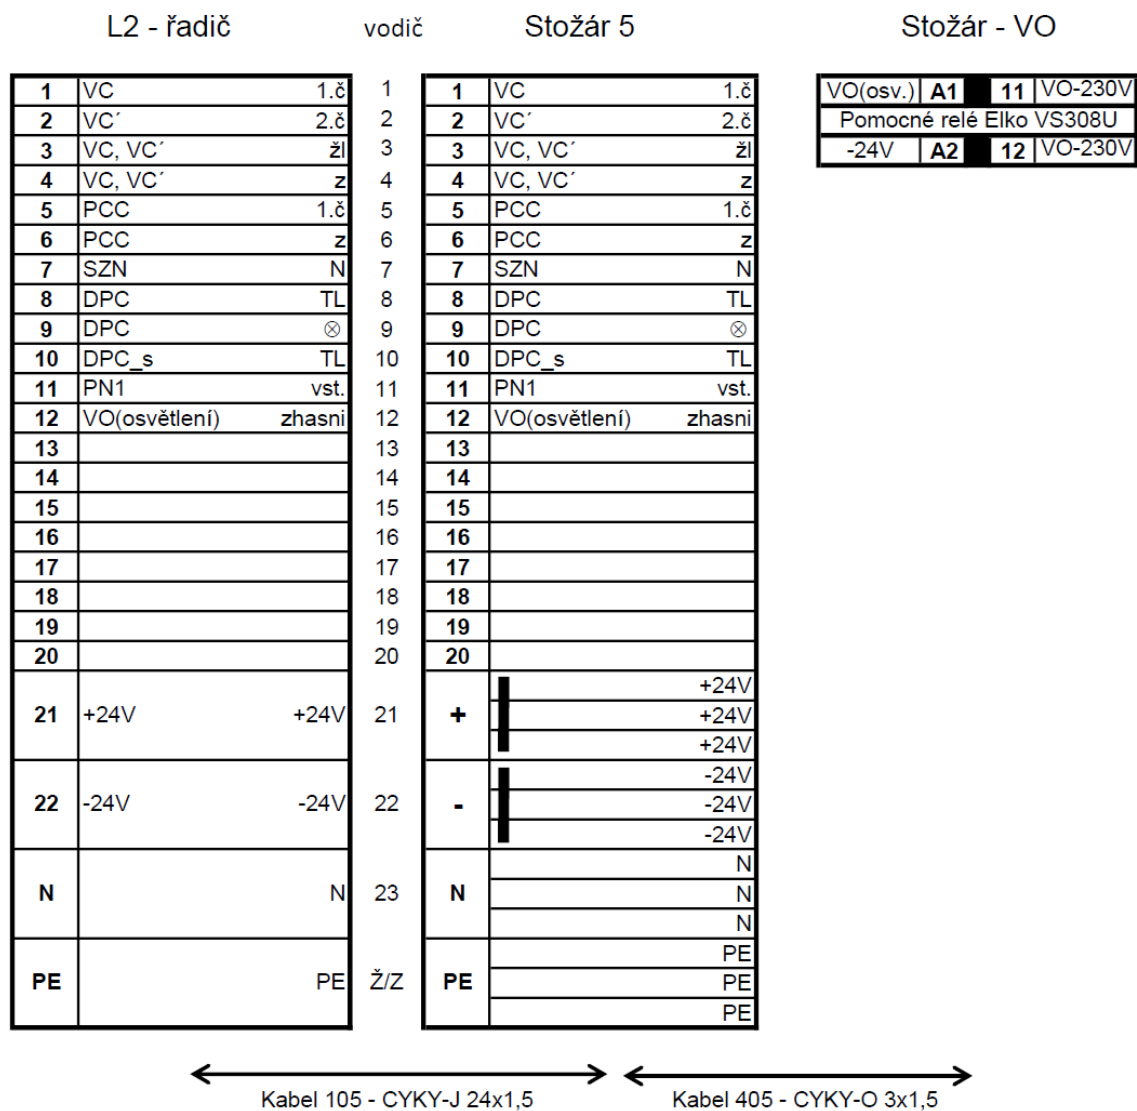 L2 - řadič vodič Stožár 5 Stožár - VO
1 VC 1.č 1 1 VC 1.č VO(osv.) A1 11 VO-230V
2 VC´ 2.č 2 2 VC´ 2.č Pomocné relé Elko VS308U
3 VC, VC´ žl 3 3 VC, VC´ žl -24V A2 12 VO-230V
4 VC, VC´ z 4 4 VC, VC´ z
5 PCC 1.č 5 5 PCC 1.č
6 PCC z 6 6 PCC z
7 SZN N 7 7 SZN N
8 DPC TL 8 8 DPC TL
9 DPC ⊗ 9 9 DPC ⊗
10 DPC_s TL 10 10 DPC_s TL
11 PN1 vst. 11 11 PN1 vst.
12 VO(osvětlení) zhasni 12 12 VO(osvětlení) zhasni
13 13 13
14 14 14
15 15 15
16 16 16
17 17 17
18 18 18
19 19 19
20 20 20
+24V
21 +24V +24V 21 + +24V
+24V
-24V
22 -24V -24V 22 - -24V
-24V
N
N N 23 N N
N
PE
PE PE Ž/Z PE PE
PE
Kabel 105 - CYKY-J 24x1,5 Kabel 405 - CYKY-O 3x1,5